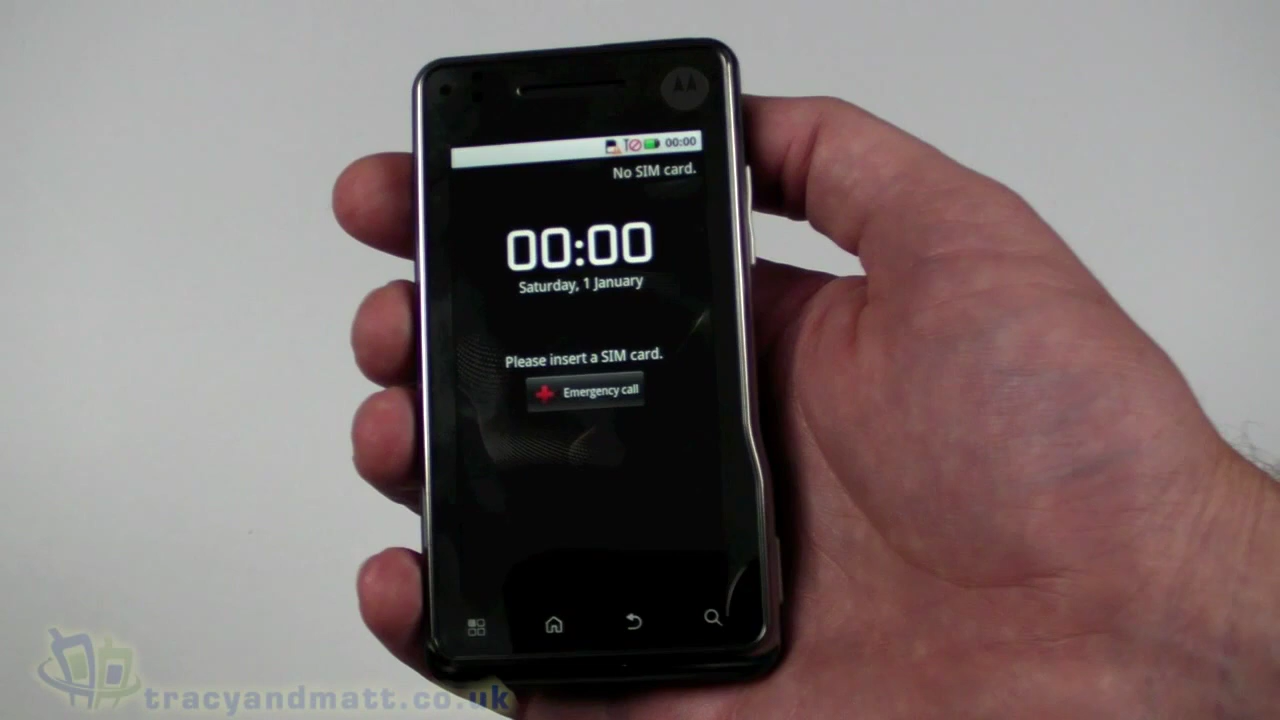 00:00
No SIM card.
00:00
Saturday, 1 January
Please insert a SIM card.
Emergency call
tracyandmatt.co.uk